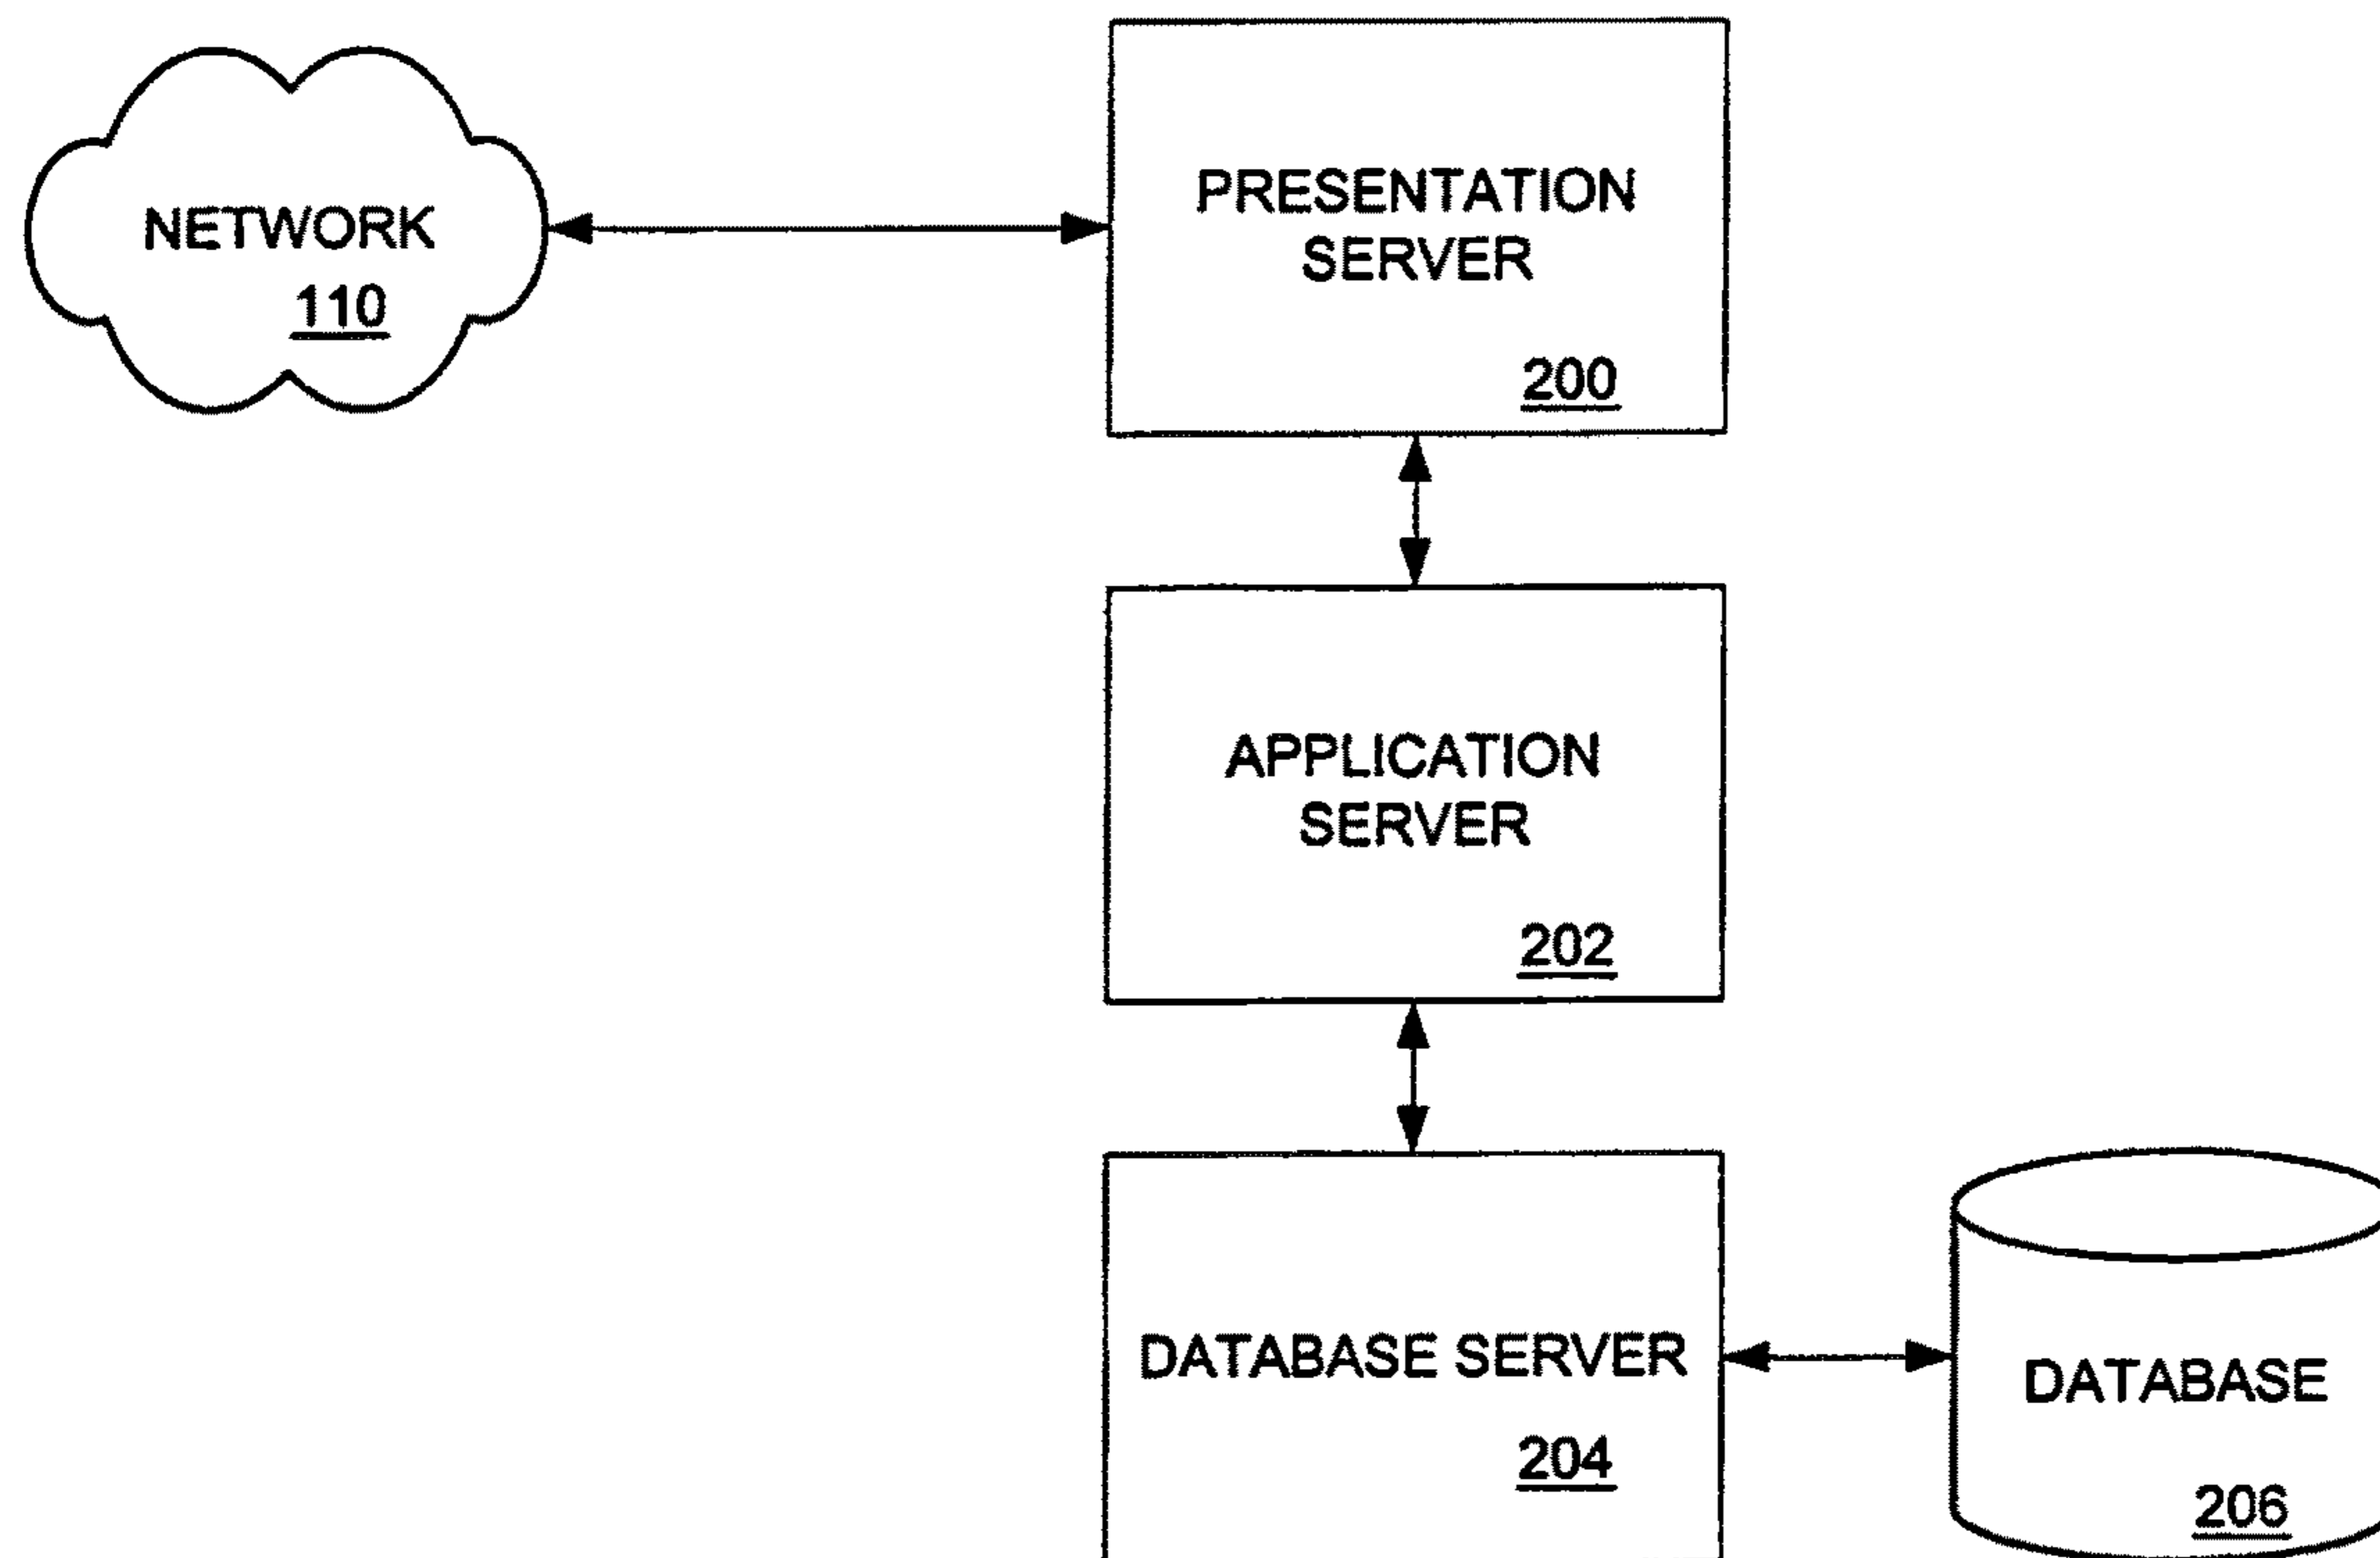 NETWORK
110
PRESENTATION
SERVER
200
APPLICATION
SERVER
202
DATABASE SERVER
204
DATABASE
206